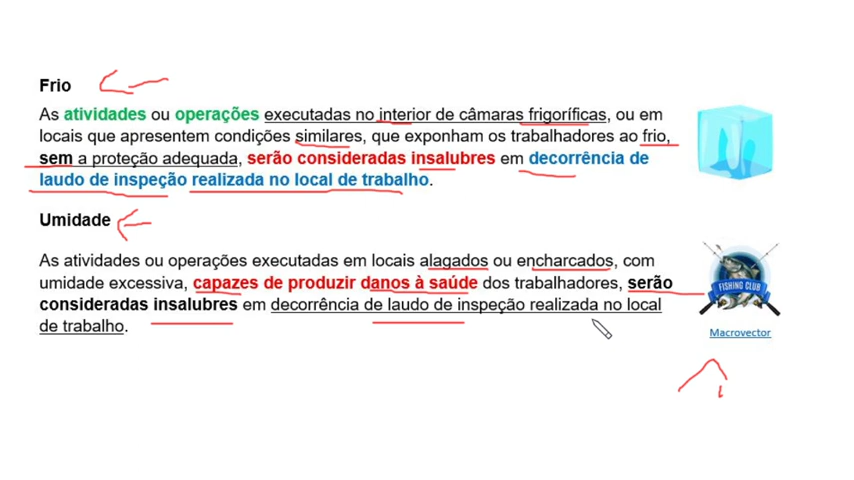 Frio
As atividades ou operações executadas no interior de câmaras frigoríficas, ou em
locais que apresentem condições similares, que exponham os trabalhadores ao frio,
sem a proteção adequada, serão consideradas insalubres em decorrência de
laudo de inspeção realizada no local de trabalho.
Umidade
As atividades ou operações executadas em locais alagados ou encharcados, com
umidade excessiva, capazes de produzir danos à saúde dos trabalhadores, serão
consideradas insalubres em decorrência de laudo de inspeção realizada no local
de trabalho.
FISHING CLUB
Macrovector